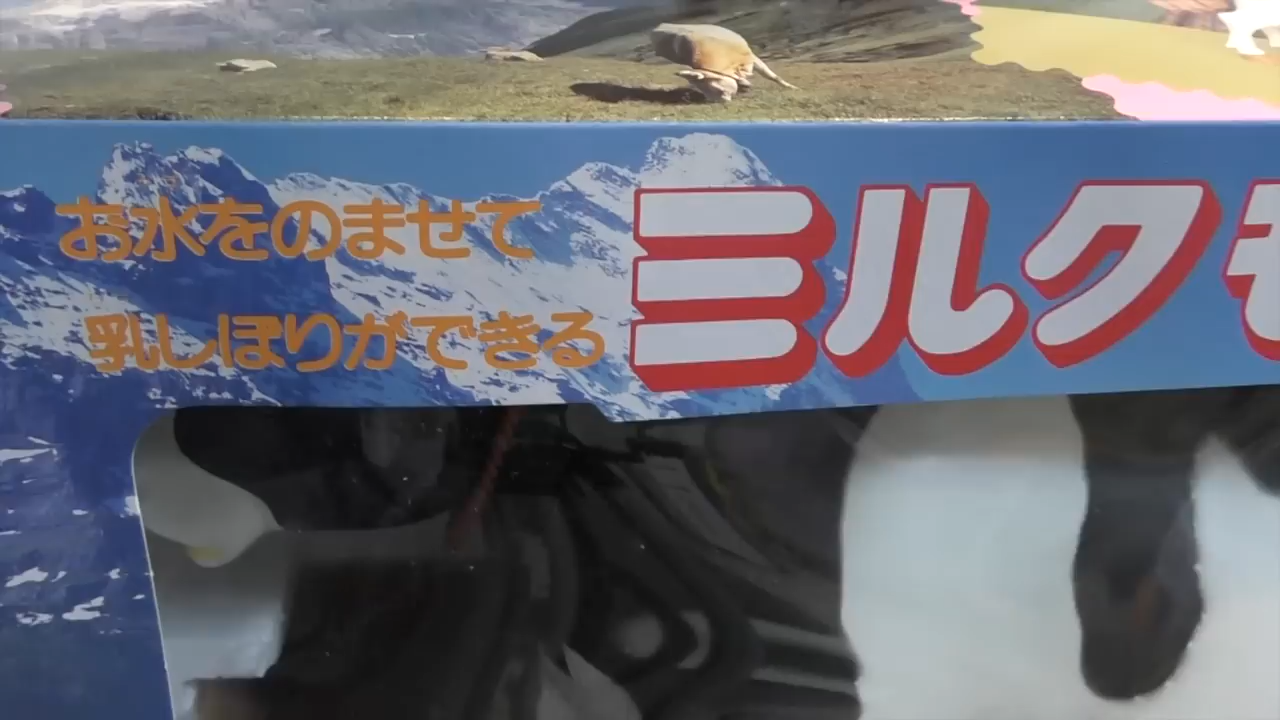 お水をのませて
乳しぼりができる
ミルク